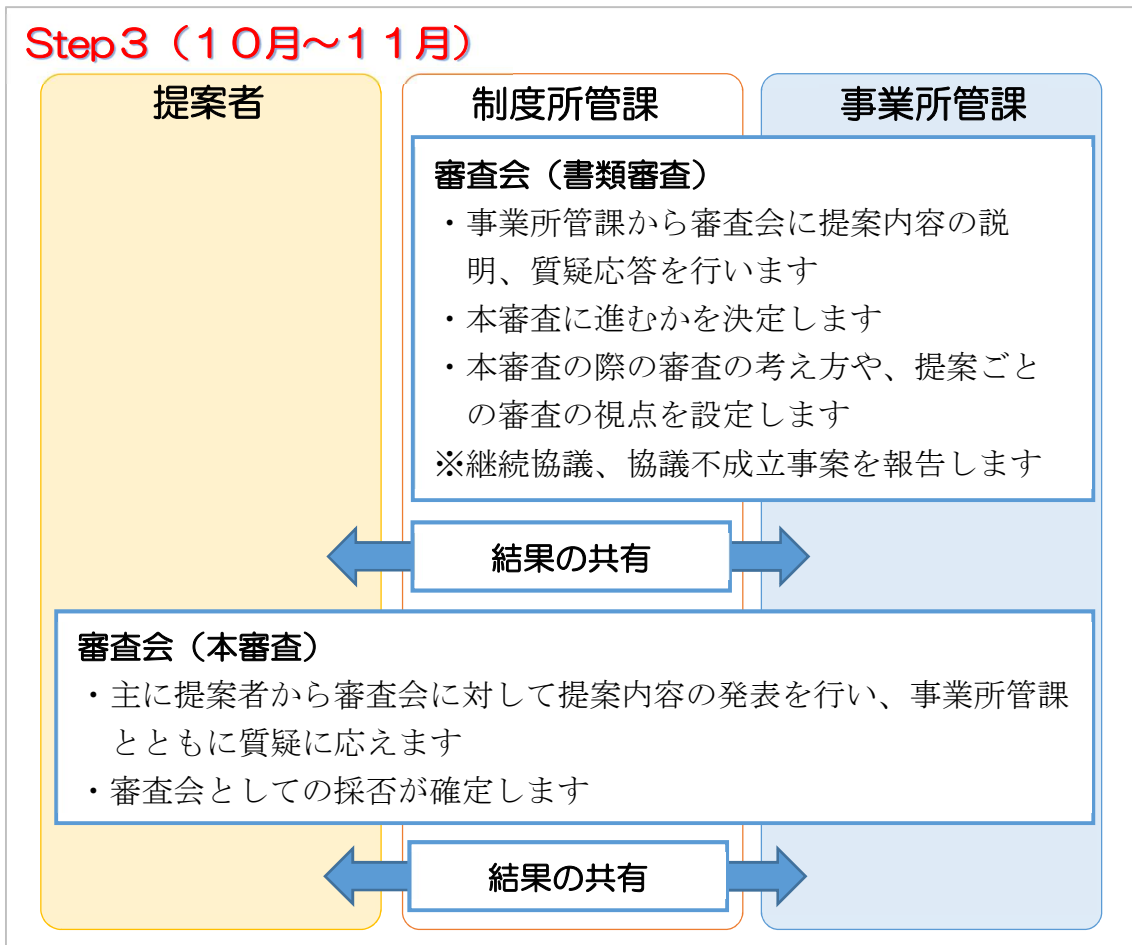 Step３（１０月～１１月）
提案者
制度所管課
事業所管課
審査会（書類審査）
・事業所管課から審査会に提案内容の説
明、質疑応答を行います
・本審査に進むかを決定します
・本審査の際の審査の考え方や、提案ごと
の審査の視点を設定します
※継続協議、協議不成立事案を報告します
結果の共有
審査会（本審査）
・主に提案者から審査会に対して提案内容の発表を行い、事業所管課
とともに質疑に応えます
・審査会としての採否が確定します
結果の共有